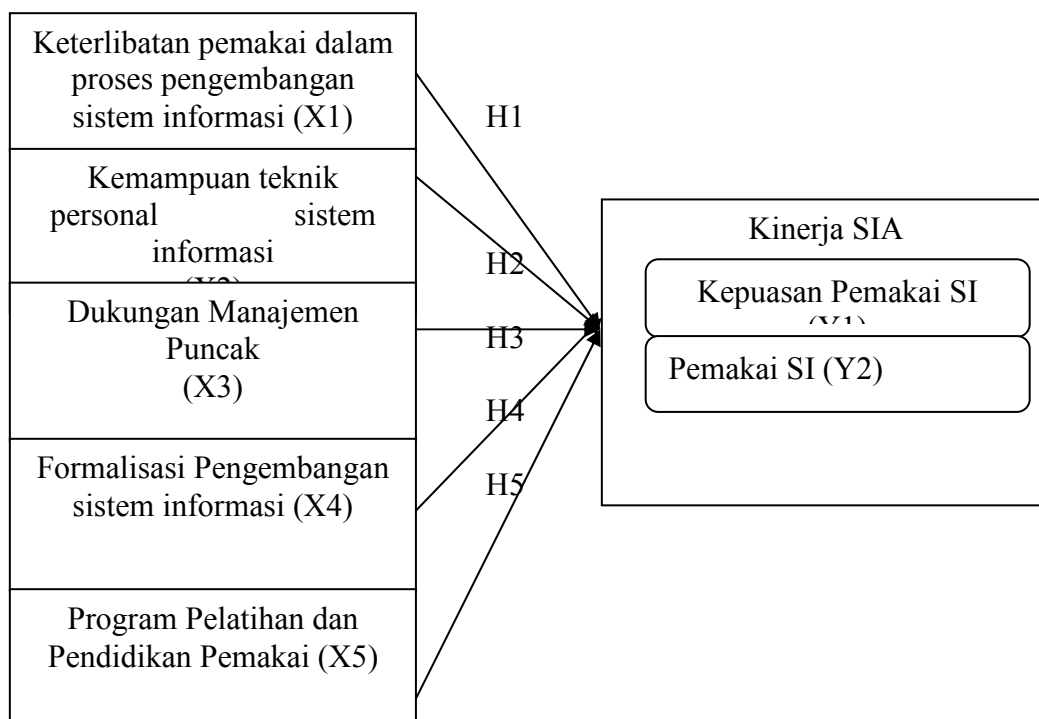 Keterlibatan pemakai dalam
proses pengembangan
sistem informasi (X1)
Kemampuan teknik
personal sistem
informasi
Dukungan Manajemen
Puncak
(X3)
Formalisasi Pengembangan
sistem informasi (X4)
Program Pelatihan dan
Pendidikan Pemakai (X5)
H1
H2
H3
H4
H5
Kinerja SIA
Kepuasan Pemakai SI
Pemakai SI (Y2)